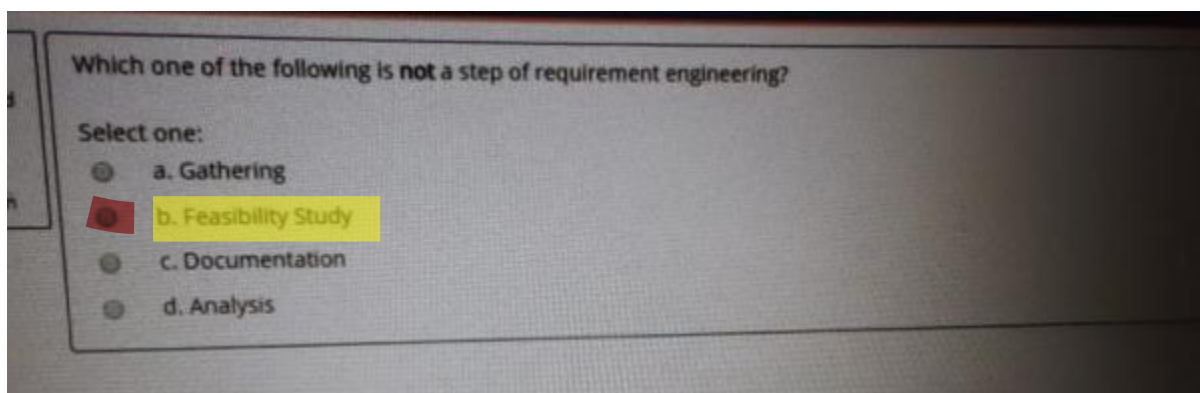 Which one of the following is not a step of requirement engineering?
Select one:
a. Gathering
b. Feasibility Study
c. Documentation
d. Analysis